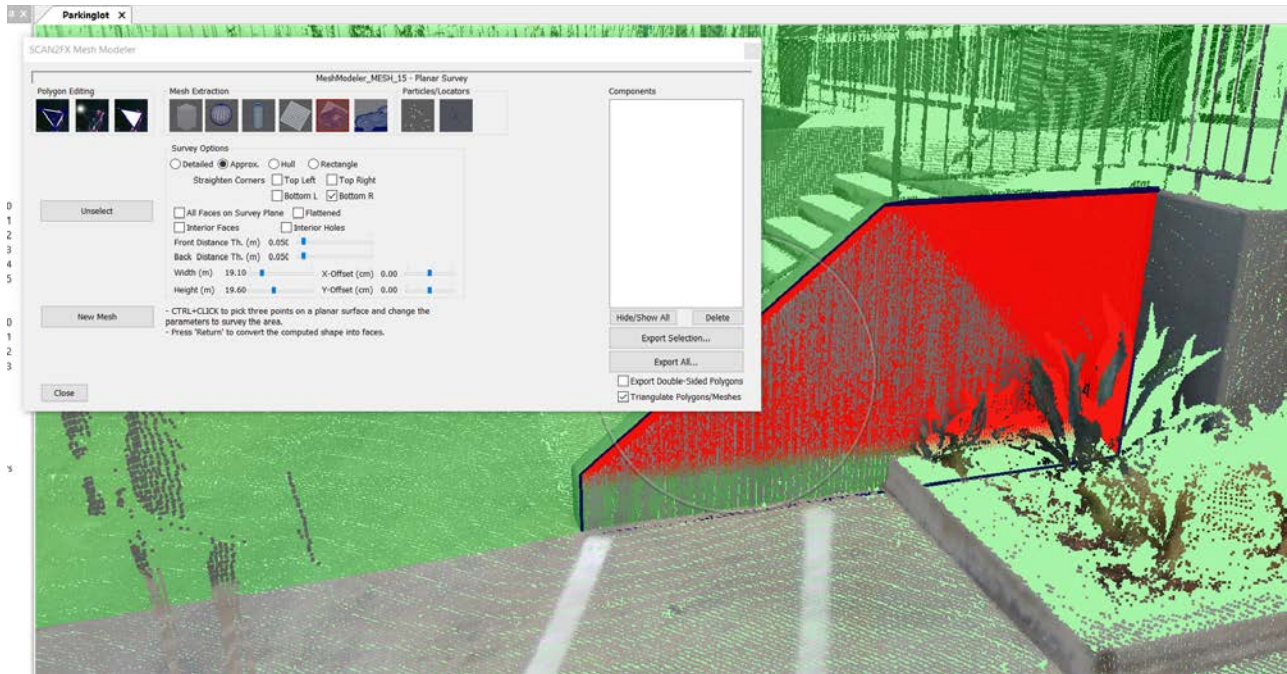 Parkinglot X
SCAN2FX Mesh Modeler
MeshModeler_MESH_15 - Planar Survey
Polygon Editing
Mesh Extraction
Particles/Locators
Components
Survey Options
Detailed Approx. Hull Rectangle
Straighten Corners Top Left Top Right
Bottom L Bottom R
Unselect
All Faces on Survey Plane Flattened
Interior Faces Interior Holes
Front Distance Th. (m) 0.050
Back Distance Th. (m) 0.050
Width (m) 19.10 X-Offset (cm) 0.00
Height (m) 19.60 Y-Offset (cm) 0.00
New Mesh
- CTRL+CLICK to pick three points on a planar surface and change the
parameters to survey the area.
- Press 'Return' to convert the computed shape into faces.
Hide/Show All Delete
Export Selection...
Export All...
Export Double-Sided Polygons
Triangulate Polygons/Meshes
Close